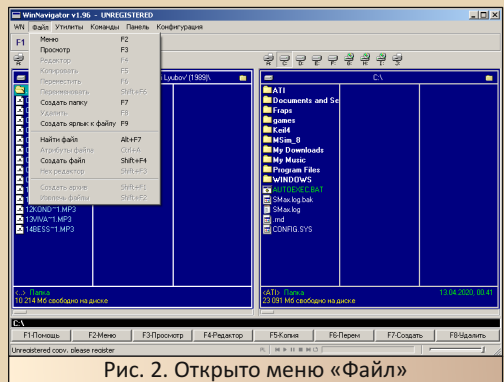 WinNavigator v1.96 - UNREGISTERED
WN Файл Утилиты Команды Панель Конфигурация
F1
Меню F2
Просмотр F3
Редактор F4
Копировать F5
Переместить F6
Переименовать Shift+F6
Создать папку F7
Удалить F8
Создать ярлык к файлу F9
Найти файл Alt+F7
Атрибуты файла Ctrl+A
Создать файл Shift+F4
Hex редактор Shift+F3
Создать архив Shift+F1
Извлечь файлы Shift+F2
Lyubov' (1989)\
12KOND~1.MP3
13VIVA~1.MP3
14BESS~1.MP3
<..> Папка
10 214 Мб свободно на диске
C:\
ATI
Documents and Se
Fraps
games
Keil4
MSim_8
My Downloads
My Music
Program Files
WINDOWS
AUTOEXEC.BAT
SMax.log.bak
SMax.log
.rnd
CONFIG.SYS
<ATI> Папка 13.04.2020, 00:41
23 091 Мб свободно на диске
C:\
F1-Помощь F2-Меню F3-Просмотр F4-Редактор F5-Копия F6-Перем F7-Создать F8-Удалить
Unregistered copy, please register
Рис. 2. Открыто меню «Файл»